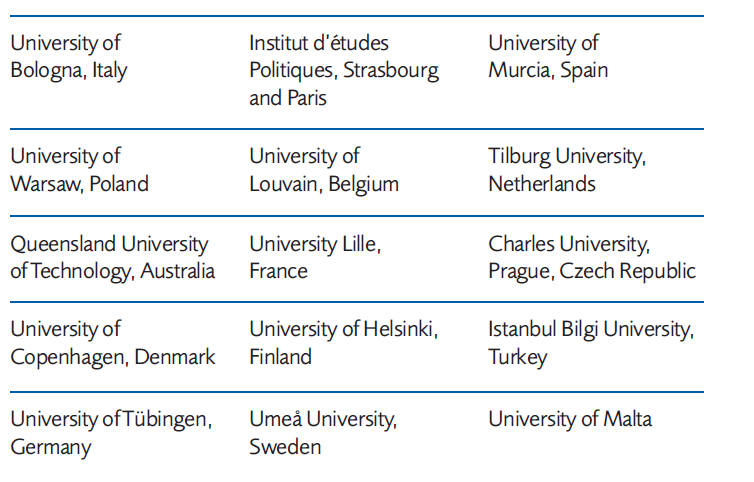 University of
Bologna, Italy
Institut d’études
Politiques, Strasbourg
and Paris
University of
Murcia, Spain
University of
Warsaw, Poland
University of
Louvain, Belgium
Tilburg University,
Netherlands
Queensland University
of Technology, Australia
University Lille,
France
Charles University,
Prague, Czech Republic
University of
Copenhagen, Denmark
University of Helsinki,
Finland
Istanbul Bilgi University,
Turkey
University of Tübingen,
Germany
Umeå University,
Sweden
University of Malta